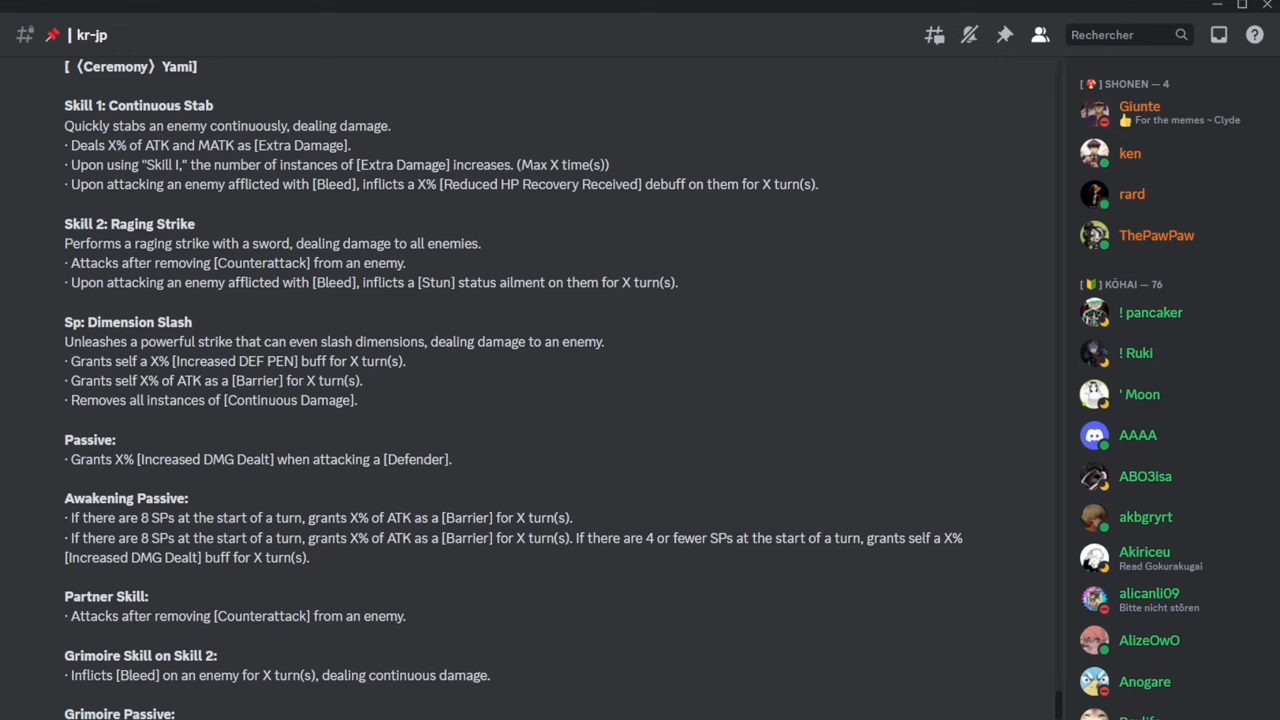 | kr-jp
Rechercher
[〈Ceremony〉Yami]
Skill 1: Continuous Stab
Quickly stabs an enemy continuously, dealing damage.
· Deals X% of ATK and MATK as [Extra Damage].
· Upon using "Skill I," the number of instances of [Extra Damage] increases. (Max X time(s))
· Upon attacking an enemy afflicted with [Bleed], inflicts a X% [Reduced HP Recovery Received] debuff on them for X turn(s).
Skill 2: Raging Strike
Performs a raging strike with a sword, dealing damage to all enemies.
· Attacks after removing [Counterattack] from an enemy.
· Upon attacking an enemy afflicted with [Bleed], inflicts a [Stun] status ailment on them for X turn(s).
Sp: Dimension Slash
Unleashes a powerful strike that can even slash dimensions, dealing damage to an enemy.
· Grants self a X% [Increased DEF PEN] buff for X turn(s).
· Grants self X% of ATK as a [Barrier] for X turn(s).
· Removes all instances of [Continuous Damage].
Passive:
· Grants X% [Increased DMG Dealt] when attacking a [Defender].
Awakening Passive:
· If there are 8 SPs at the start of a turn, grants X% of ATK as a [Barrier] for X turn(s).
· If there are 8 SPs at the start of a turn, grants X% of ATK as a [Barrier] for X turn(s). If there are 4 or fewer SPs at the start of a turn, grants self a X%
[Increased DMG Dealt] buff for X turn(s).
Partner Skill:
· Attacks after removing [Counterattack] from an enemy.
Grimoire Skill on Skill 2:
· Inflicts [Bleed] on an enemy for X turn(s), dealing continuous damage.
Grimoire Passive:
[🍄] SHONEN — 4
Giunte
👍 For the memes ~ Clyde
ken
rard
ThePawPaw
[🔰] KŌHAI — 76
! pancaker
! Ruki
' Moon
AAAA
ABO3isa
akbgryrt
Akiriceu
Read Gokurakugai
alicanli09
Bitte nicht stören
AlizeOwO
Anogare